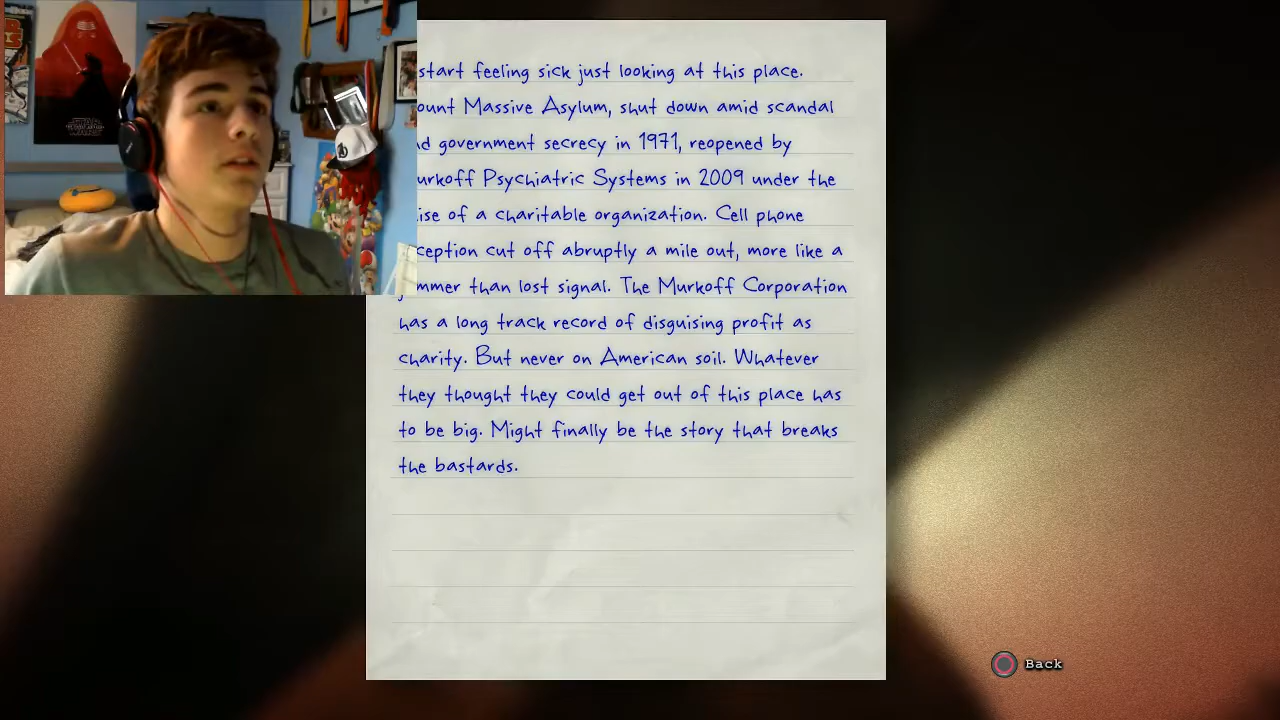 STAR WARS
start feeling sick just looking at this place.
ount Massive Asylum, shut down amid scandal
d government secrecy in 1971, reopened by
urkoff Psychiatric Systems in 2009 under the
ise of a charitable organization. Cell phone
ception cut off abruptly a mile out, more like a
mmer than lost signal. The Murkoff Corporation
has a long track record of disguising profit as
charity. But never on American soil. Whatever
they thought they could get out of this place has
to be big. Might finally be the story that breaks
the bastards.
Back